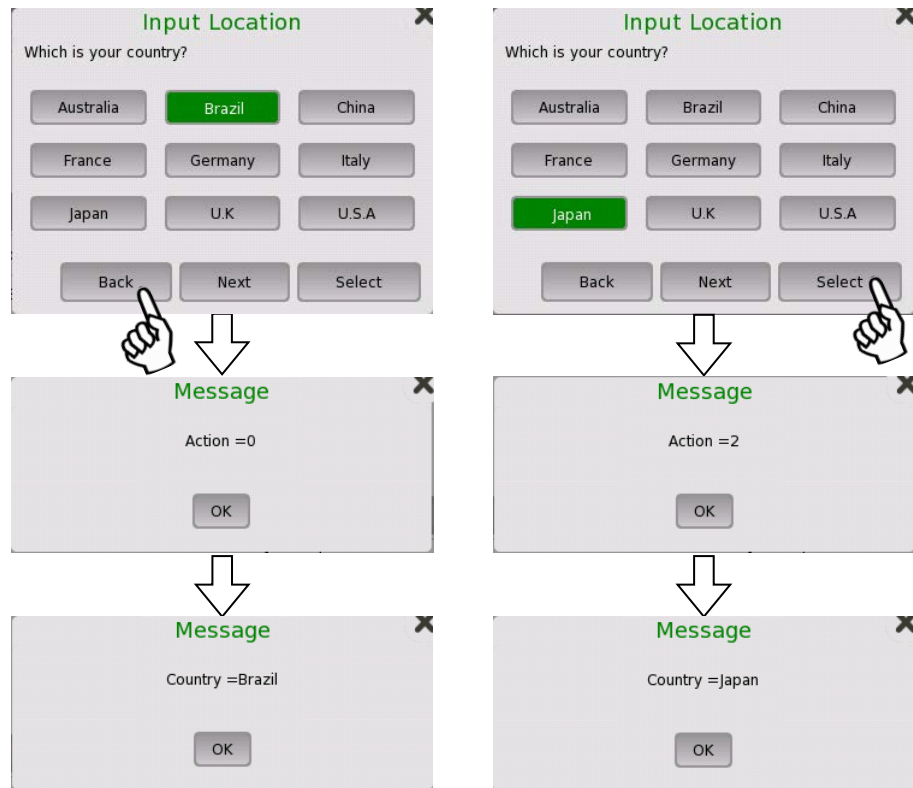 Input Location
Which is your country?
Australia Brazil China
France Germany Italy
Japan U.K U.S.A
Back Next Select
Message
Action =0
OK
Message
Country =Brazil
OK
Input Location
Which is your country?
Australia Brazil China
France Germany Italy
Japan U.K U.S.A
Back Next Select
Message
Action =2
OK
Message
Country =Japan
OK